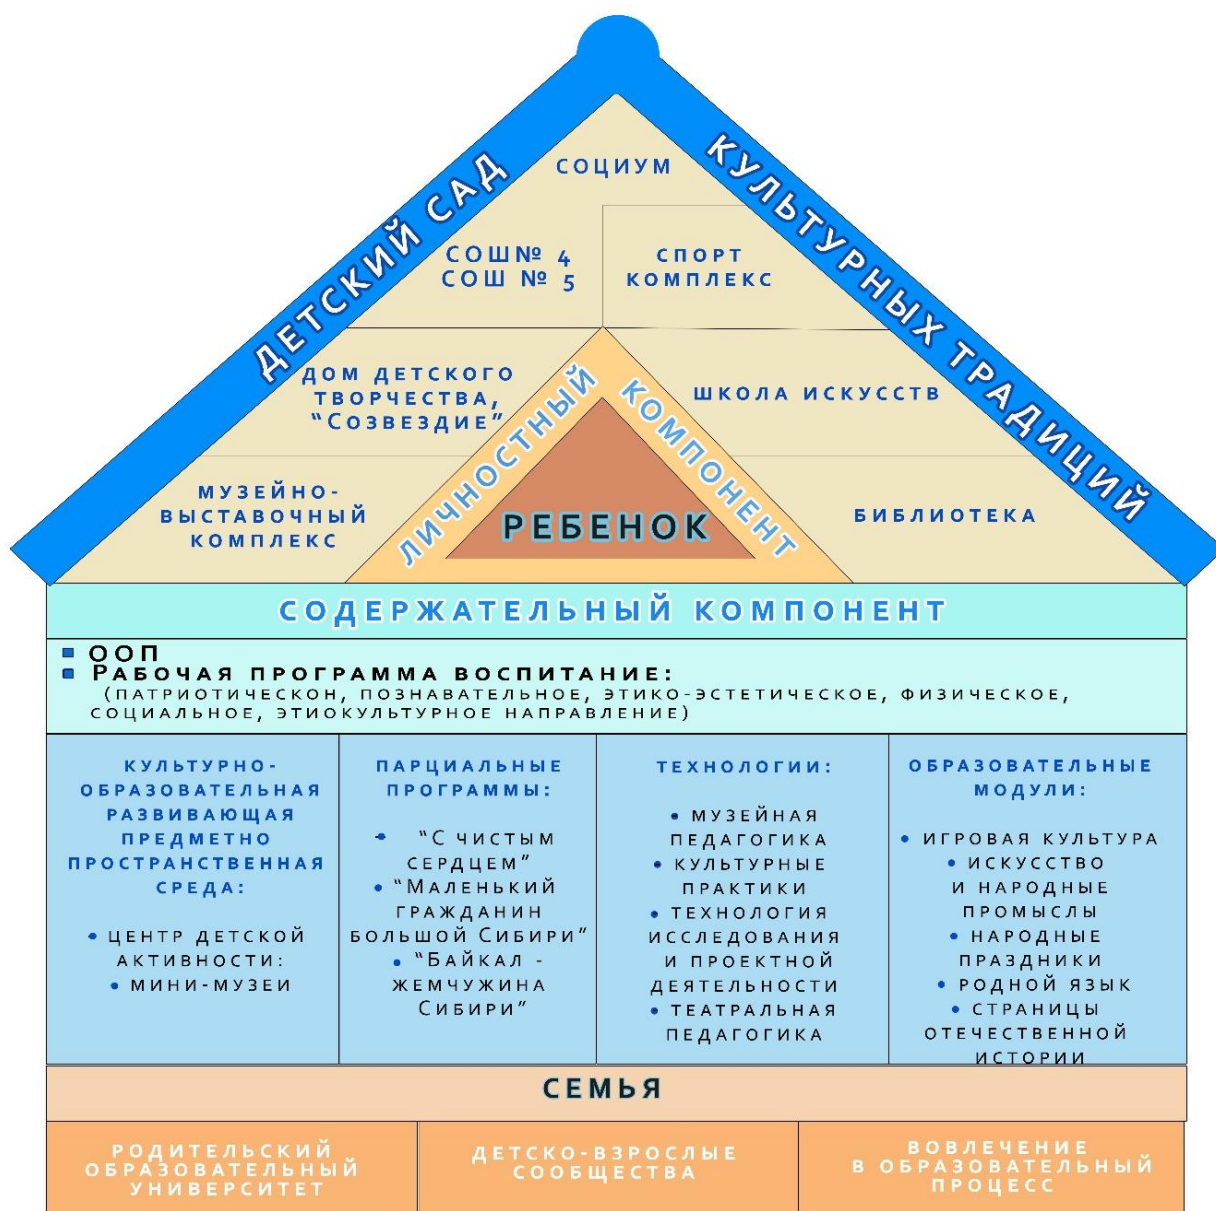 ДЕТСКИЙ САД
КУЛЬТУРНЫХ ТРАДИЦИЙ
СОЦИУМ
СОШ№ 4
СОШ № 5
СПОРТ
КОМПЛЕКС
ДОМ ДЕТСКОГО
ТВОРЧЕСТВА,
"СОЗВЕЗДИЕ"
ШКОЛА ИСКУССТВ
МУЗЕЙНО-
ВЫСТАВОЧНЫЙ
КОМПЛЕКС
БИБЛИОТЕКА
ЛИЧНОСТНЫЙ
КОМПОНЕНТ
РЕБЕНОК
СОДЕРЖАТЕЛЬНЫЙ КОМПОНЕНТ
▪ ООП
▪ РАБОЧАЯ ПРОГРАММА ВОСПИТАНИЕ:
(ПАТРИОТИЧЕСКОН, ПОЗНАВАТЕЛЬНОЕ, ЭТИКО-ЭСТЕТИЧЕСКОЕ, ФИЗИЧЕСКОЕ,
СОЦИАЛЬНОЕ, ЭТИОКУЛЬТУРНОЕ НАПРАВЛЕНИЕ)
КУЛЬТУРНО-
ОБРАЗОВАТЕЛЬНАЯ
РАЗВИВАЮЩАЯ
ПРЕДМЕТНО
ПРОСТРАНСТВЕННАЯ
СРЕДА:
• ЦЕНТР ДЕТСКОЙ
АКТИВНОСТИ:
• МИНИ-МУЗЕИ
ПАРЦИАЛЬНЫЕ
ПРОГРАММЫ:
• "С ЧИСТЫМ
СЕРДЦЕМ"
• "МАЛЕНЬКИЙ
ГРАЖДАНИН
БОЛЬШОЙ СИБИРИ"
• "БАЙКАЛ -
ЖЕМЧУЖИНА
СИБИРИ"
ТЕХНОЛОГИИ:
• МУЗЕЙНАЯ
ПЕДАГОГИКА
• КУЛЬТУРНЫЕ
ПРАКТИКИ
• ТЕХНОЛОГИЯ
ИССЛЕДОВАНИЯ
И ПРОЕКТНОЙ
ДЕЯТЕЛЬНОСТИ
• ТЕАТРАЛЬНАЯ
ПЕДАГОГИКА
ОБРАЗОВАТЕЛЬНЫЕ
МОДУЛИ:
• ИГРОВАЯ КУЛЬТУРА
• ИСКУССТВО
И НАРОДНЫЕ
ПРОМЫСЛЫ
• НАРОДНЫЕ
ПРАЗДНИКИ
• РОДНОЙ ЯЗЫК
• СТРАНИЦЫ
ОТЕЧЕСТВЕННОЙ
ИСТОРИИ
СЕМЬЯ
РОДИТЕЛЬСКИЙ
ОБРАЗОВАТЕЛЬНЫЙ
УНИВЕРСИТЕТ
ДЕТСКО-ВЗРОСЛЫЕ
СООБЩЕСТВА
ВОВЛЕЧЕНИЕ
В ОБРАЗОВАТЕЛЬНЫЙ
ПРОЦЕСС